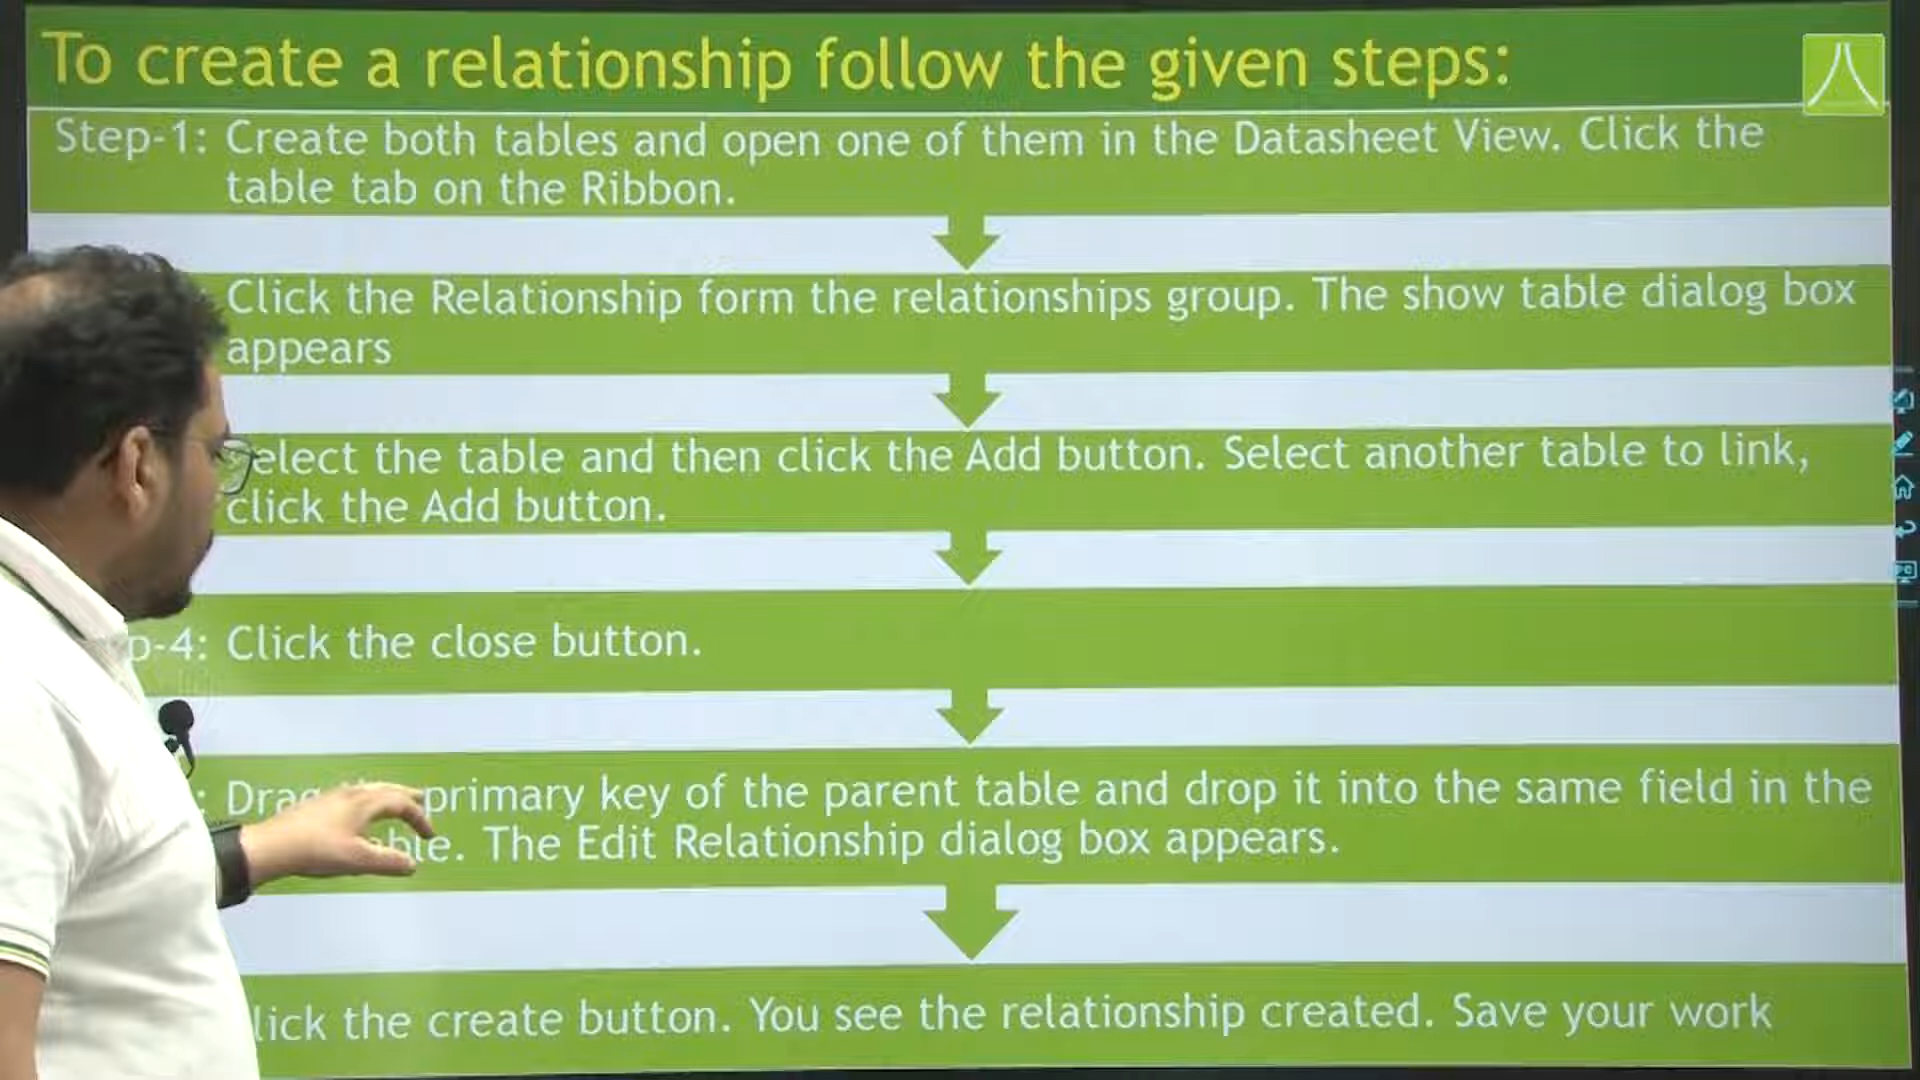 To create a relationship follow the given steps:
Step-1: Create both tables and open one of them in the Datasheet View. Click the
table tab on the Ribbon.
Click the Relationship form the relationships group. The show table dialog box
appears
elect the table and then click the Add button. Select another table to link,
click the Add button.
p-4: Click the close button.
: Drag primary key of the parent table and drop it into the same field in the
able. The Edit Relationship dialog box appears.
lick the create button. You see the relationship created. Save your work
PC